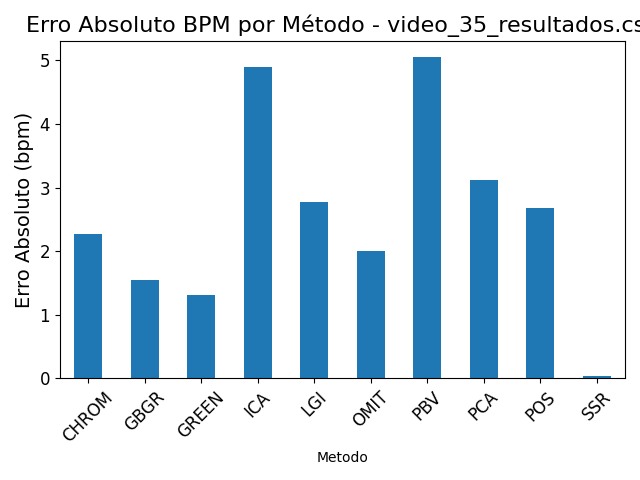 Erro Absoluto BPM por Método - video_35_resultados.cs
Erro Absoluto (bpm)
5
4
3
2
1
0
CHROM GBGR GREEN ICA LGI OMIT PBV PCA POS SSR
Metodo